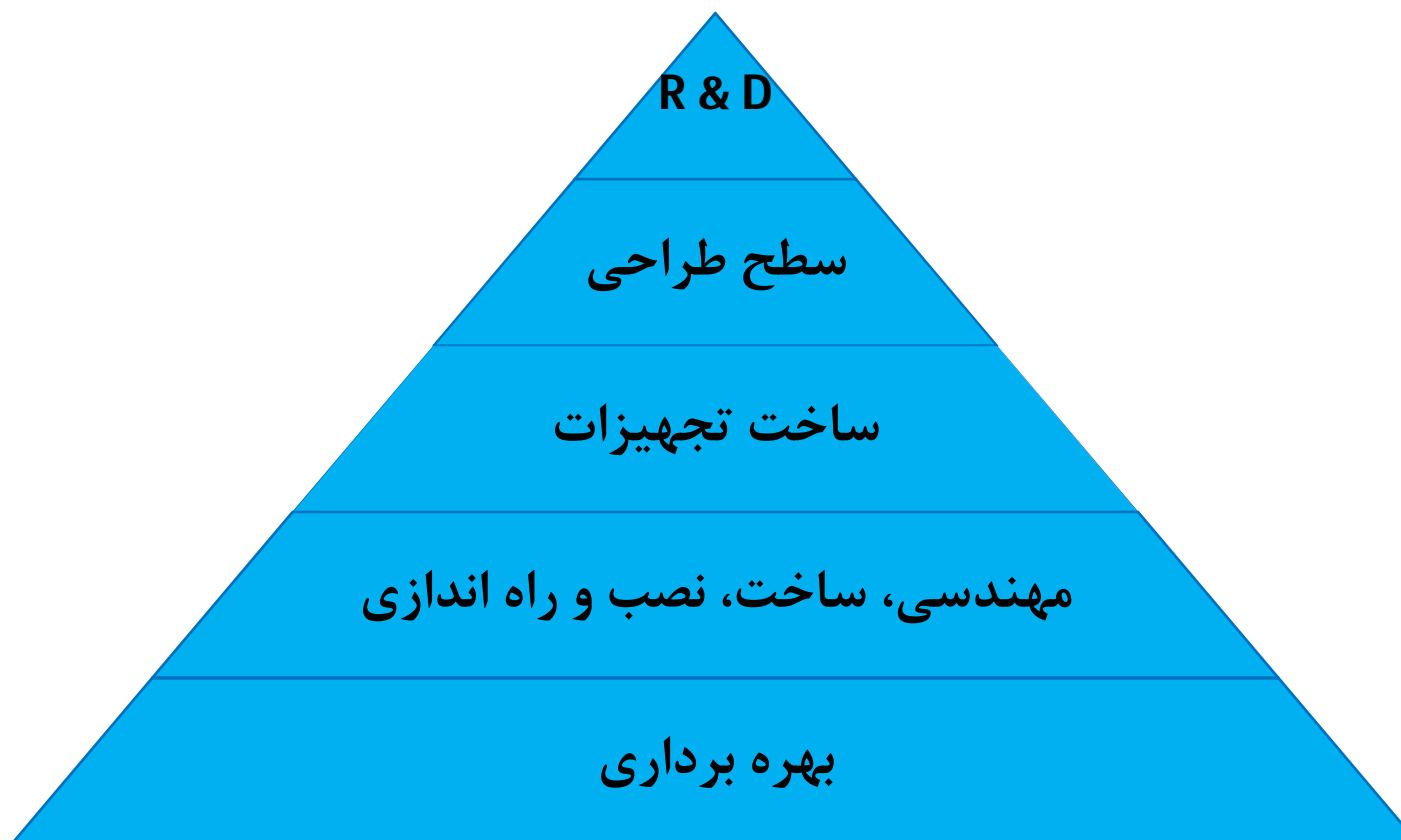 R & D
سطح طراحی
ساخت تجهیزات
مهندسی، ساخت، نصب و راه اندازی
بهره برداری